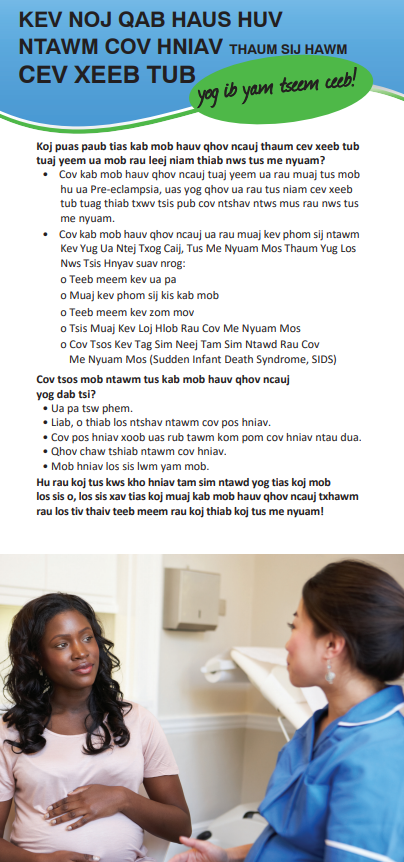 KEV NOJ QAB HAUS HUV
NTAWM COV HNIAV THAUM SIJ HAWM
CEV XEEB TUB
yog ib yam tseem ceeb!
Koj puas paub tias kab mob hauv qhov ncauj thaum cev xeeb tub
tuaj yeem ua mob rau leej niam thiab nws tus me nyuam?
• Cov kab mob hauv qhov ncauj tuaj yeem ua rau muaj tus mob
hu ua Pre-eclampsia, uas yog qhov ua rau tus niam cev xeeb
tub tuag thiab txwv tsis pub cov ntshav ntws mus rau nws tus
me nyuam.
• Cov kab mob hauv qhov ncauj ua rau muaj kev phom sij ntawm
Kev Yug Ua Ntej Txog Caij, Tus Me Nyuam Mos Thaum Yug Los
Nws Tsis Hnyav suav nrog:
o Teeb meem kev ua pa
o Muaj kev phom sij kis kab mob
o Teeb meem kev zom mov
o Tsis Muaj Kev Loj Hlob Rau Cov Me Nyuam Mos
o Cov Tsos Kev Tag Sim Neej Tam Sim Ntawd Rau Cov
Me Nyuam Mos (Sudden Infant Death Syndrome, SIDS)
Cov tsos mob ntawm tus kab mob hauv qhov ncauj
yog dab tsi?
• Ua pa tsw phem.
• Liab, o thiab los ntshav ntawm cov pos hniav.
• Cov pos hniav xoob uas rub tawm kom pom cov hniav ntau dua.
• Qhov chaw tshiab ntawm cov hniav.
• Mob hniav los sis lwm yam mob.
Hu rau koj tus kws kho hniav tam sim ntawd yog tias koj mob
los sis o, los sis xav tias koj muaj kab mob hauv qhov ncauj txhawm
rau los tiv thaiv teeb meem rau koj thiab koj tus me nyuam!